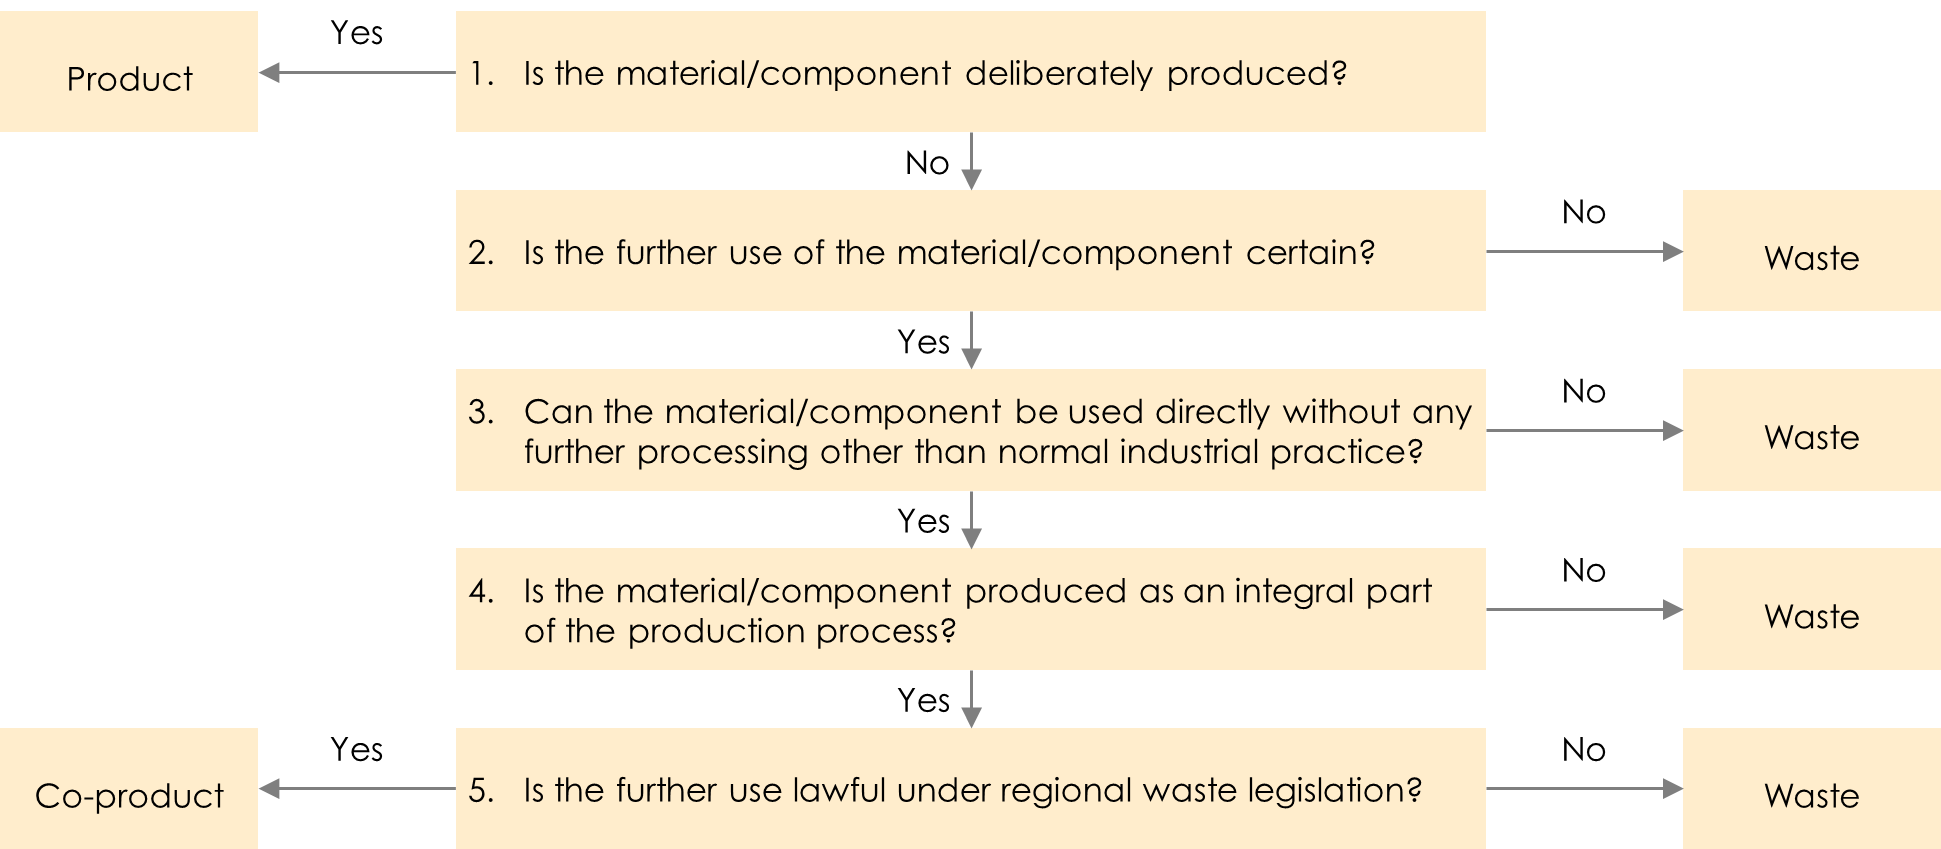 Yes
Product
1. Is the material/component deliberately produced?
No
No
2. Is the further use of the material/component certain?
Waste
Yes
No
3. Can the material/component be used directly without any
further processing other than normal industrial practice?
Waste
Yes
No
4. Is the material/component produced as an integral part
of the production process?
Waste
Yes
Yes
No
Co-product
5. Is the further use lawful under regional waste legislation?
Waste